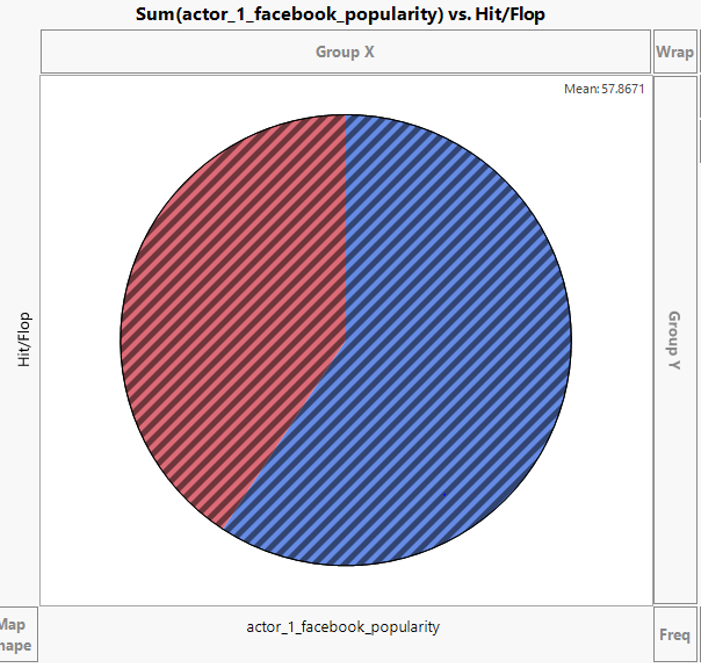 Sum(actor_1_facebook_popularity) vs. Hit/Flop
Group X
Wrap
Mean:57.8671
Hit/Flop
Group Y
Map
hape
actor_1_facebook_popularity
Freq